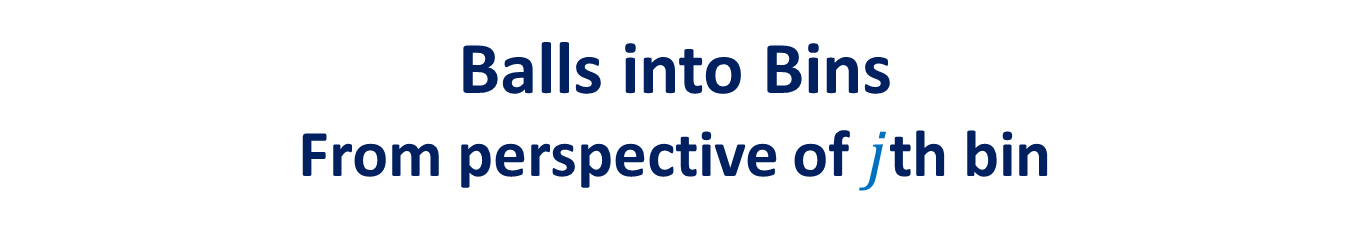 Balls into Bins
From perspective of jth bin